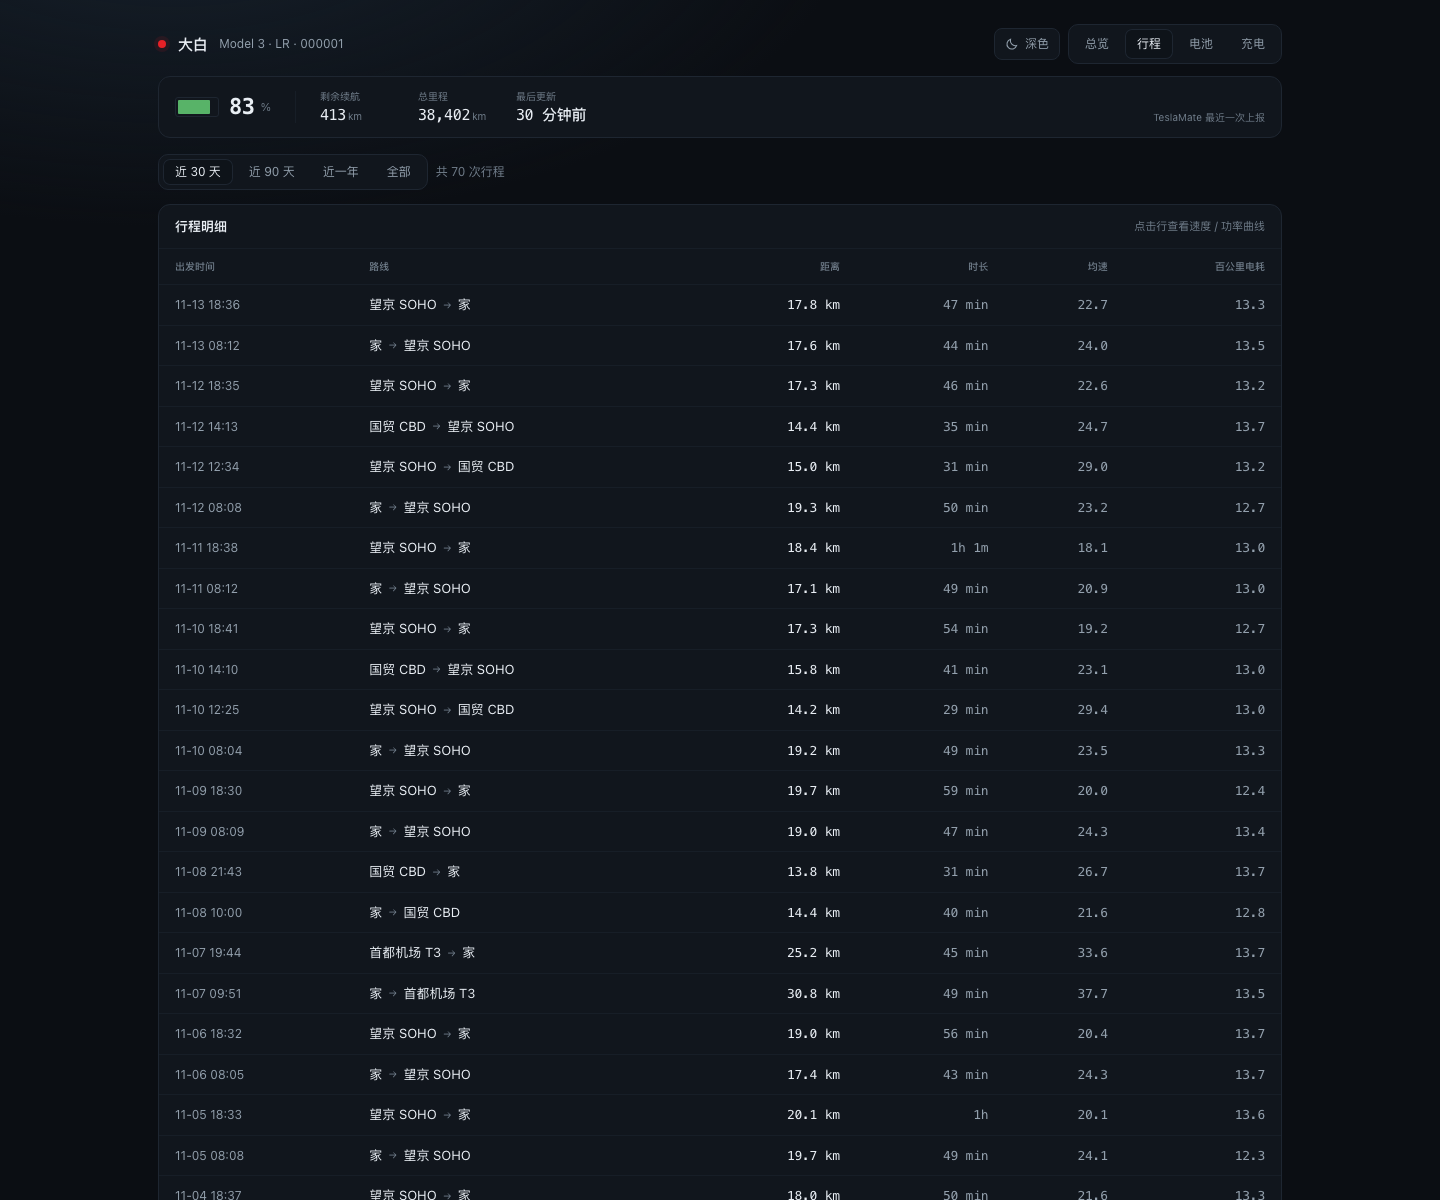 大白 Model 3 · LR · 000001 深色 总览 行程 电池 充电
83 % 剩余续航 413 km 总里程 38,402 km 最后更新 30 分钟前 TeslaMate 最近一次上报
近 30 天 近 90 天 近一年 全部 共 70 次行程
行程明细 点击行查看速度 / 功率曲线
出发时间 路线 距离 时长 均速 百公里电耗
11-13 18:36 望京 SOHO → 家 17.8 km 47 min 22.7 13.3
11-13 08:12 家 → 望京 SOHO 17.6 km 44 min 24.0 13.5
11-12 18:35 望京 SOHO → 家 17.3 km 46 min 22.6 13.2
11-12 14:13 国贸 CBD → 望京 SOHO 14.4 km 35 min 24.7 13.7
11-12 12:34 望京 SOHO → 国贸 CBD 15.0 km 31 min 29.0 13.2
11-12 08:08 家 → 望京 SOHO 19.3 km 50 min 23.2 12.7
11-11 18:38 望京 SOHO → 家 18.4 km 1h 1m 18.1 13.0
11-11 08:12 家 → 望京 SOHO 17.1 km 49 min 20.9 13.0
11-10 18:41 望京 SOHO → 家 17.3 km 54 min 19.2 12.7
11-10 14:10 国贸 CBD → 望京 SOHO 15.8 km 41 min 23.1 13.0
11-10 12:25 望京 SOHO → 国贸 CBD 14.2 km 29 min 29.4 13.0
11-10 08:04 家 → 望京 SOHO 19.2 km 49 min 23.5 13.3
11-09 18:30 望京 SOHO → 家 19.7 km 59 min 20.0 12.4
11-09 08:09 家 → 望京 SOHO 19.0 km 47 min 24.3 13.4
11-08 21:43 国贸 CBD → 家 13.8 km 31 min 26.7 13.7
11-08 10:00 家 → 国贸 CBD 14.4 km 40 min 21.6 12.8
11-07 19:44 首都机场 T3 → 家 25.2 km 45 min 33.6 13.7
11-07 09:51 家 → 首都机场 T3 30.8 km 49 min 37.7 13.5
11-06 18:32 望京 SOHO → 家 19.0 km 56 min 20.4 13.7
11-06 08:05 家 → 望京 SOHO 17.4 km 43 min 24.3 13.7
11-05 18:33 望京 SOHO → 家 20.1 km 1h 20.1 13.6
11-05 08:08 家 → 望京 SOHO 19.7 km 49 min 24.1 12.3
11-04 18:37 望京 SOHO → 家 18.0 km 50 min 21.6 13.3